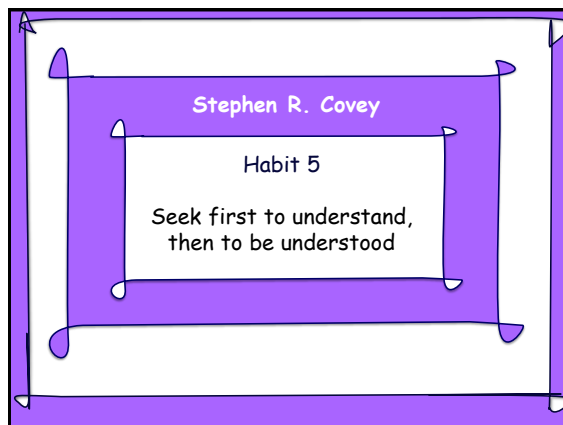 Stephen R. Covey
Habit 5
Seek first to understand,
then to be understood